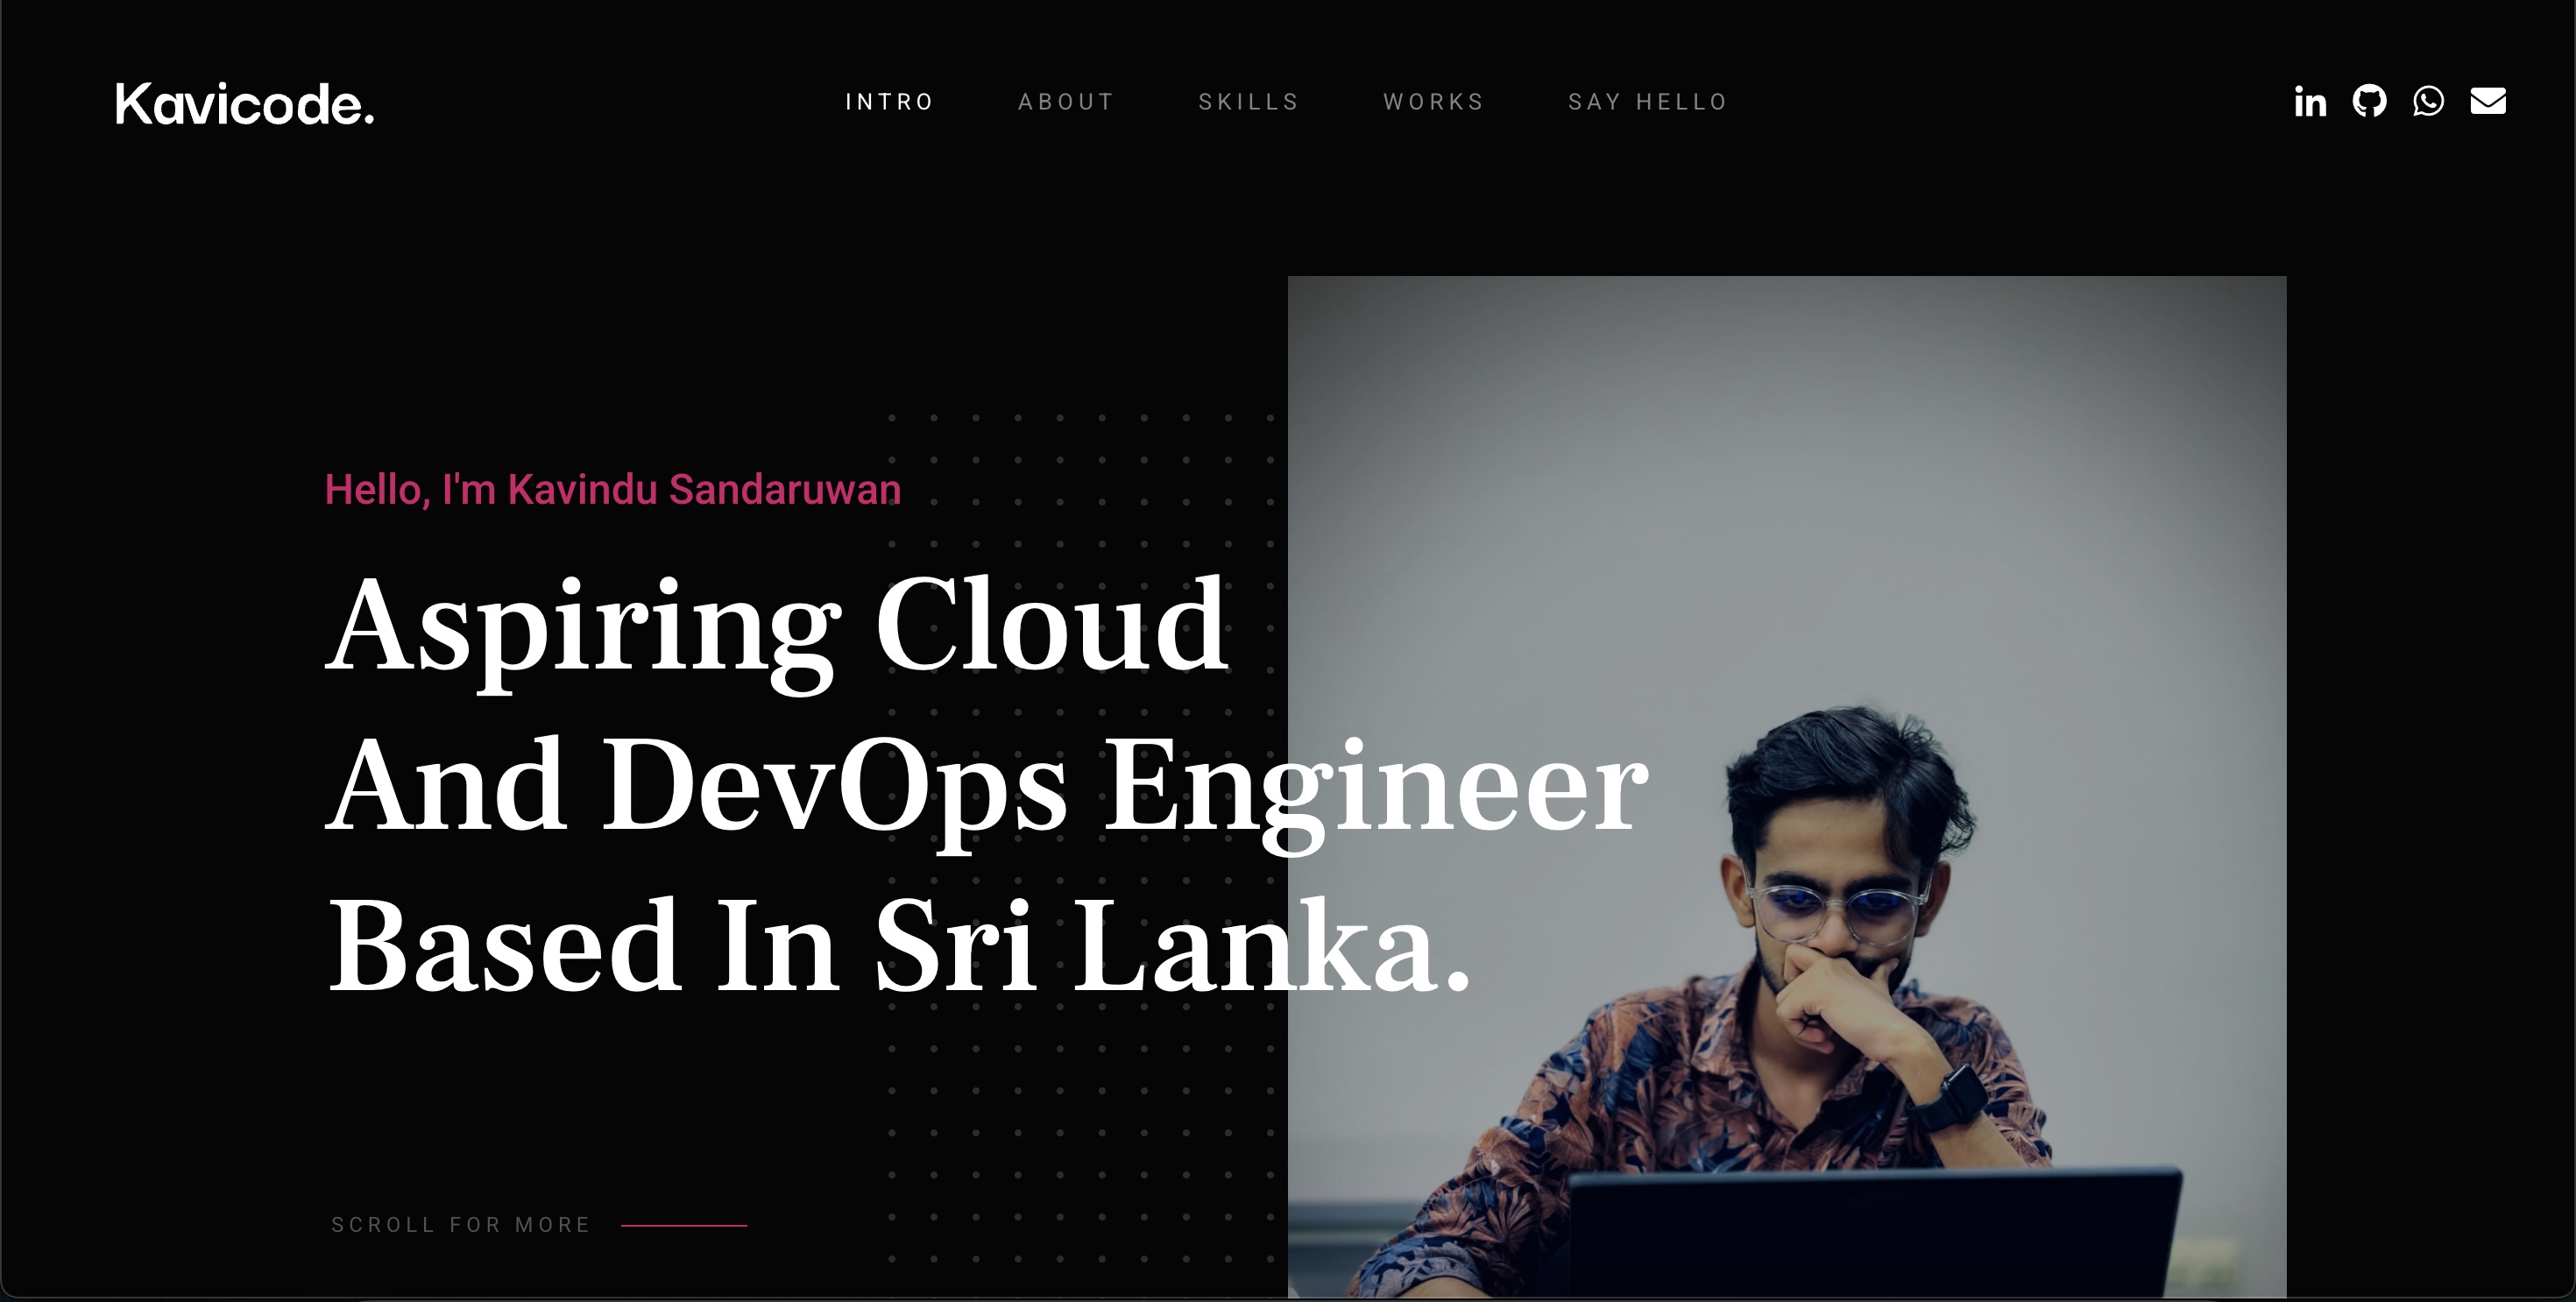 Kavicode.
INTRO ABOUT SKILLS WORKS SAY HELLO
Hello, I'm Kavindu Sandaruwan
Aspiring Cloud
And DevOps Engineer
Based In Sri Lanka.
SCROLL FOR MORE